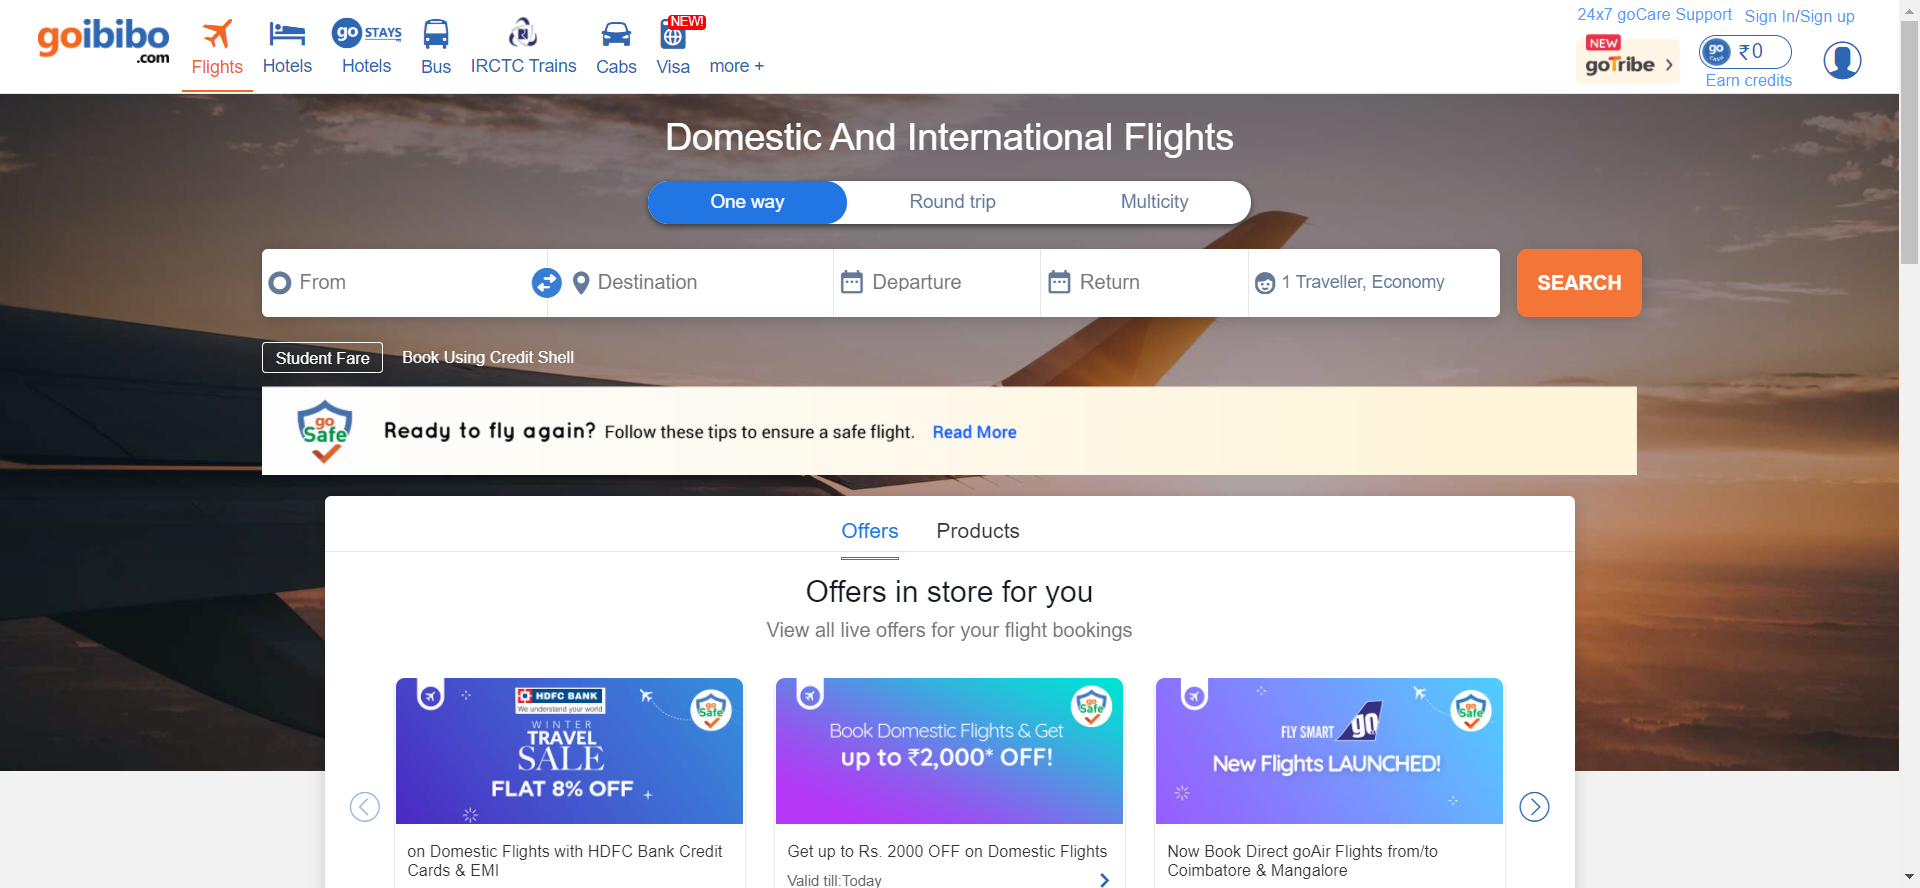 goibibo
.com
Flights
Hotels
go STAYS
Hotels
Bus
IRCTC Trains
Cabs
NEW!
Visa
more +
24x7 goCare Support
Sign In/Sign up
NEW
goTribe
go CASH ₹0
Earn credits
Domestic And International Flights
One way Round trip Multicity
From Destination Departure Return 1 Traveller, Economy SEARCH
Student Fare Book Using Credit Shell
go Safe
Ready to fly again? Follow these tips to ensure a safe flight. Read More
Offers Products
Offers in store for you
View all live offers for your flight bookings
HDFC BANK
We understand your world
go Safe
WINTER
TRAVEL
SALE
FLAT 8% OFF
on Domestic Flights with HDFC Bank Credit
Cards & EMI
go Safe
Book Domestic Flights & Get
up to ₹2,000* OFF!
Get up to Rs. 2000 OFF on Domestic Flights
Valid till:Today
go Safe
FLY SMART go
New Flights LAUNCHED!
Now Book Direct goAir Flights from/to
Coimbatore & Mangalore